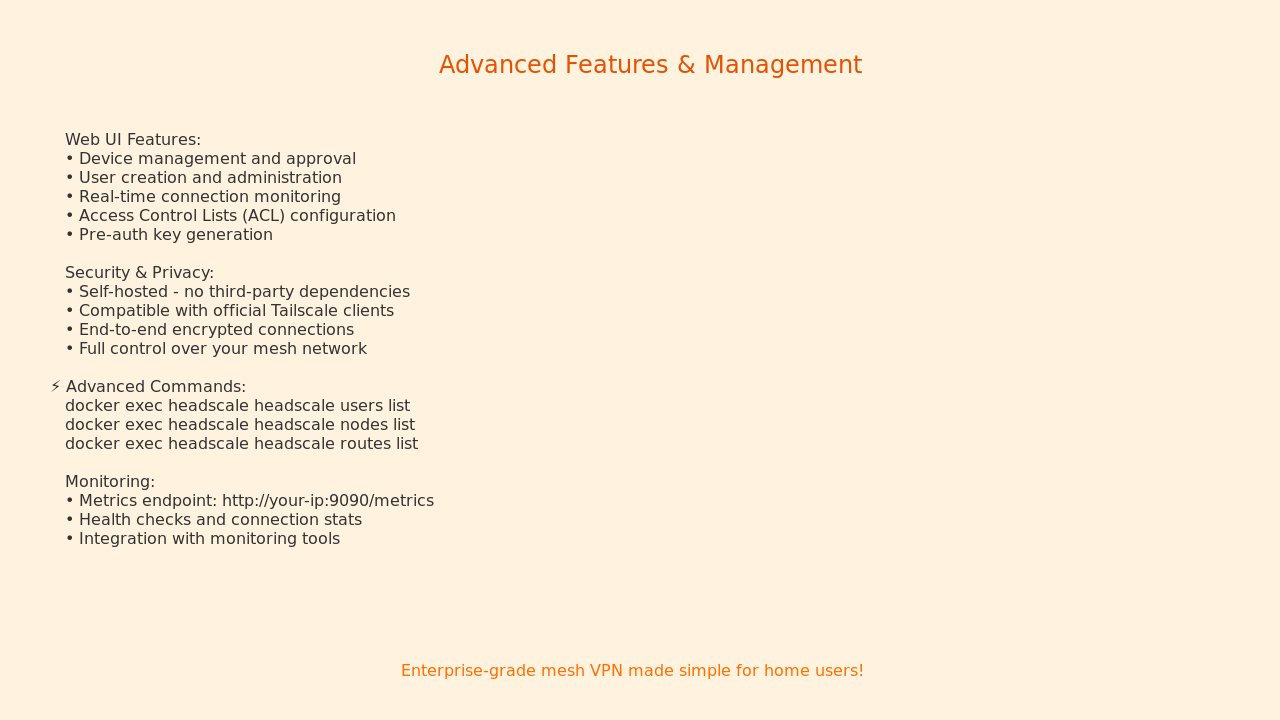 Advanced Features & Management
Web UI Features:
• Device management and approval
• User creation and administration
• Real-time connection monitoring
• Access Control Lists (ACL) configuration
• Pre-auth key generation
Security & Privacy:
• Self-hosted - no third-party dependencies
• Compatible with official Tailscale clients
• End-to-end encrypted connections
• Full control over your mesh network
⚡ Advanced Commands:
docker exec headscale headscale users list
docker exec headscale headscale nodes list
docker exec headscale headscale routes list
Monitoring:
• Metrics endpoint: http://your-ip:9090/metrics
• Health checks and connection stats
• Integration with monitoring tools
Enterprise-grade mesh VPN made simple for home users!